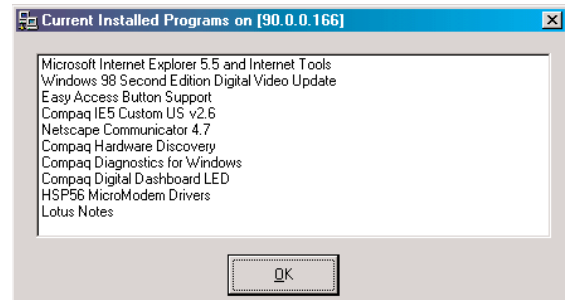 Current Installed Programs on [90.0.0.166]
Microsoft Internet Explorer 5.5 and Internet Tools
Windows 98 Second Edition Digital Video Update
Easy Access Button Support
Compaq IE5 Custom US v2.6
Netscape Communicator 4.7
Compaq Hardware Discovery
Compaq Diagnostics for Windows
Compaq Digital Dashboard LED
HSP56 MicroModem Drivers
Lotus Notes
OK